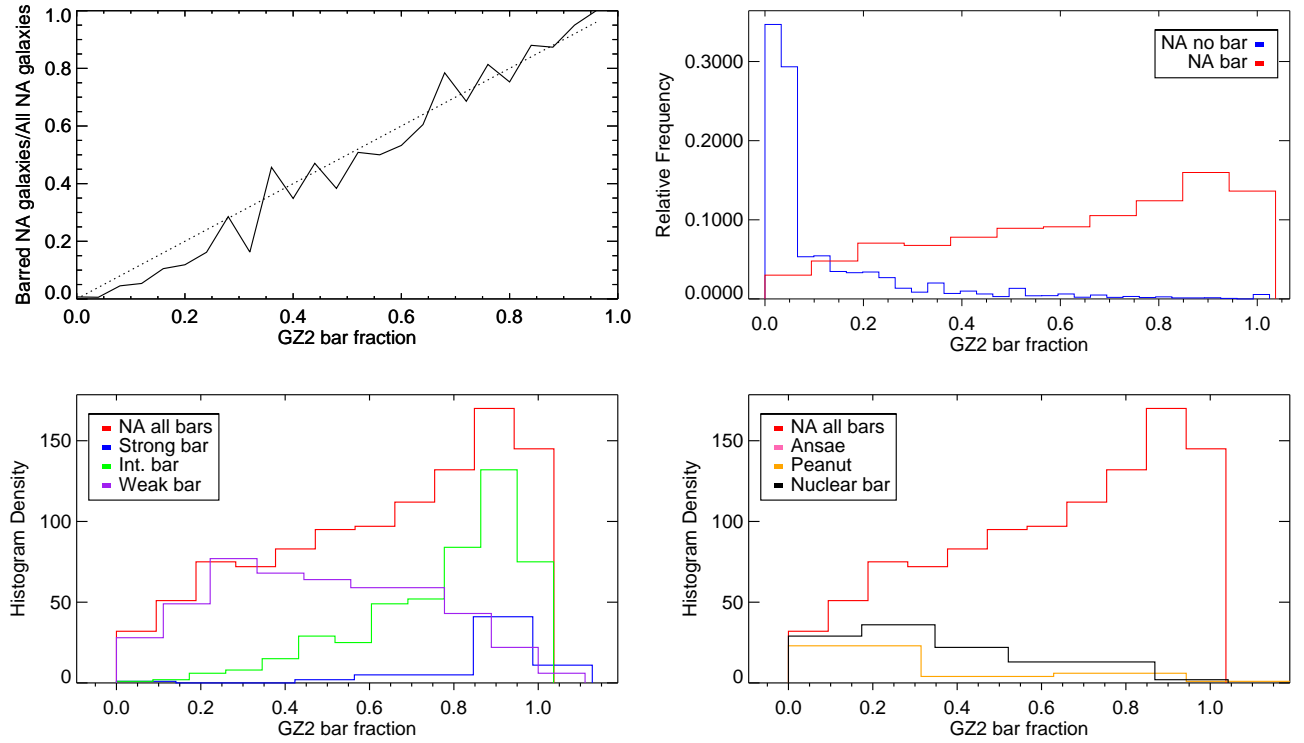 Barred NA galaxies/All NA galaxies
1.0
0.8
0.6
0.4
0.2
0.0
0.0 0.2 0.4 0.6 0.8 1.0
GZ2 bar fraction
Relative Frequency
0.3000
0.2000
0.1000
0.0000
NA no bar
NA bar
0.0 0.2 0.4 0.6 0.8 1.0
GZ2 bar fraction
Histogram Density
150
100
50
0
NA all bars
Strong bar
Int. bar
Weak bar
0.0 0.2 0.4 0.6 0.8 1.0
GZ2 bar fraction
Histogram Density
150
100
50
0
NA all bars
Ansae
Peanut
Nuclear bar
0.0 0.2 0.4 0.6 0.8 1.0
GZ2 bar fraction